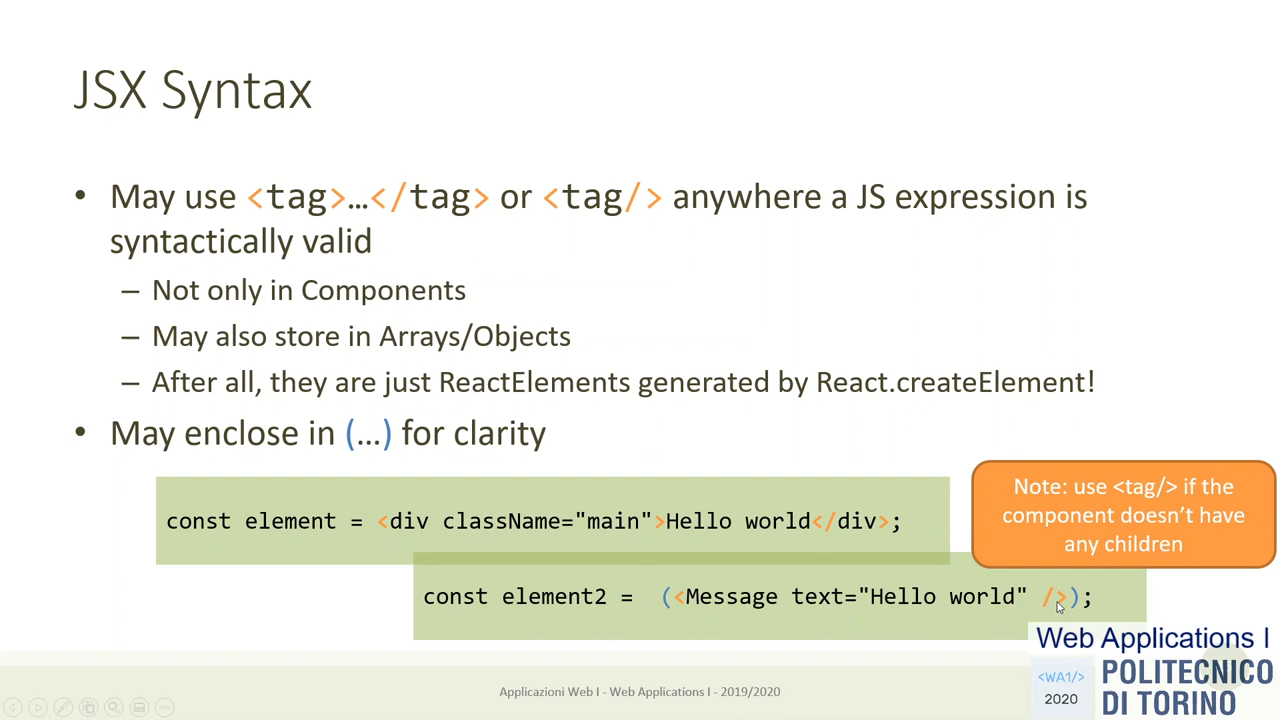 JSX Syntax
• May use <tag>…</tag> or <tag/> anywhere a JS expression is
syntactically valid
– Not only in Components
– May also store in Arrays/Objects
– After all, they are just ReactElements generated by React.createElement!
• May enclose in (…) for clarity
const element = <div className="main">Hello world</div>;
Note: use <tag/> if the
component doesn't have
any children
const element2 =  (<Message text="Hello world" />);
Applicazioni Web I - Web Applications I - 2019/2020
Web Applications I
<WA1/>
2020
POLITECNICO
DI TORINO